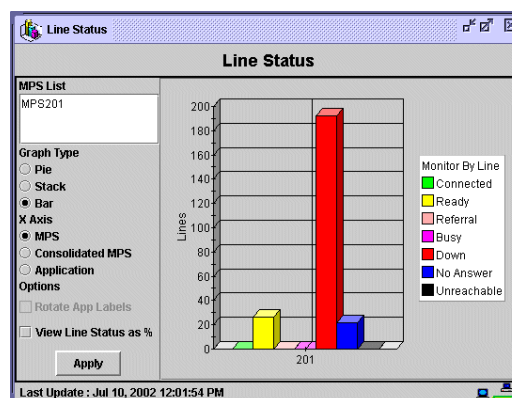 Line Status
Line Status
MPS List
MPS201
Graph Type
Pie
Stack
Bar
X Axis
MPS
Consolidated MPS
Application
Options
Rotate App Labels
View Line Status as %
Apply
200
180
160
140
120
100
80
60
40
20
0
Lines
201
Monitor By Line
Connected
Ready
Referral
Busy
Down
No Answer
Unreachable
Last Update : Jul 10, 2002 12:01:54 PM